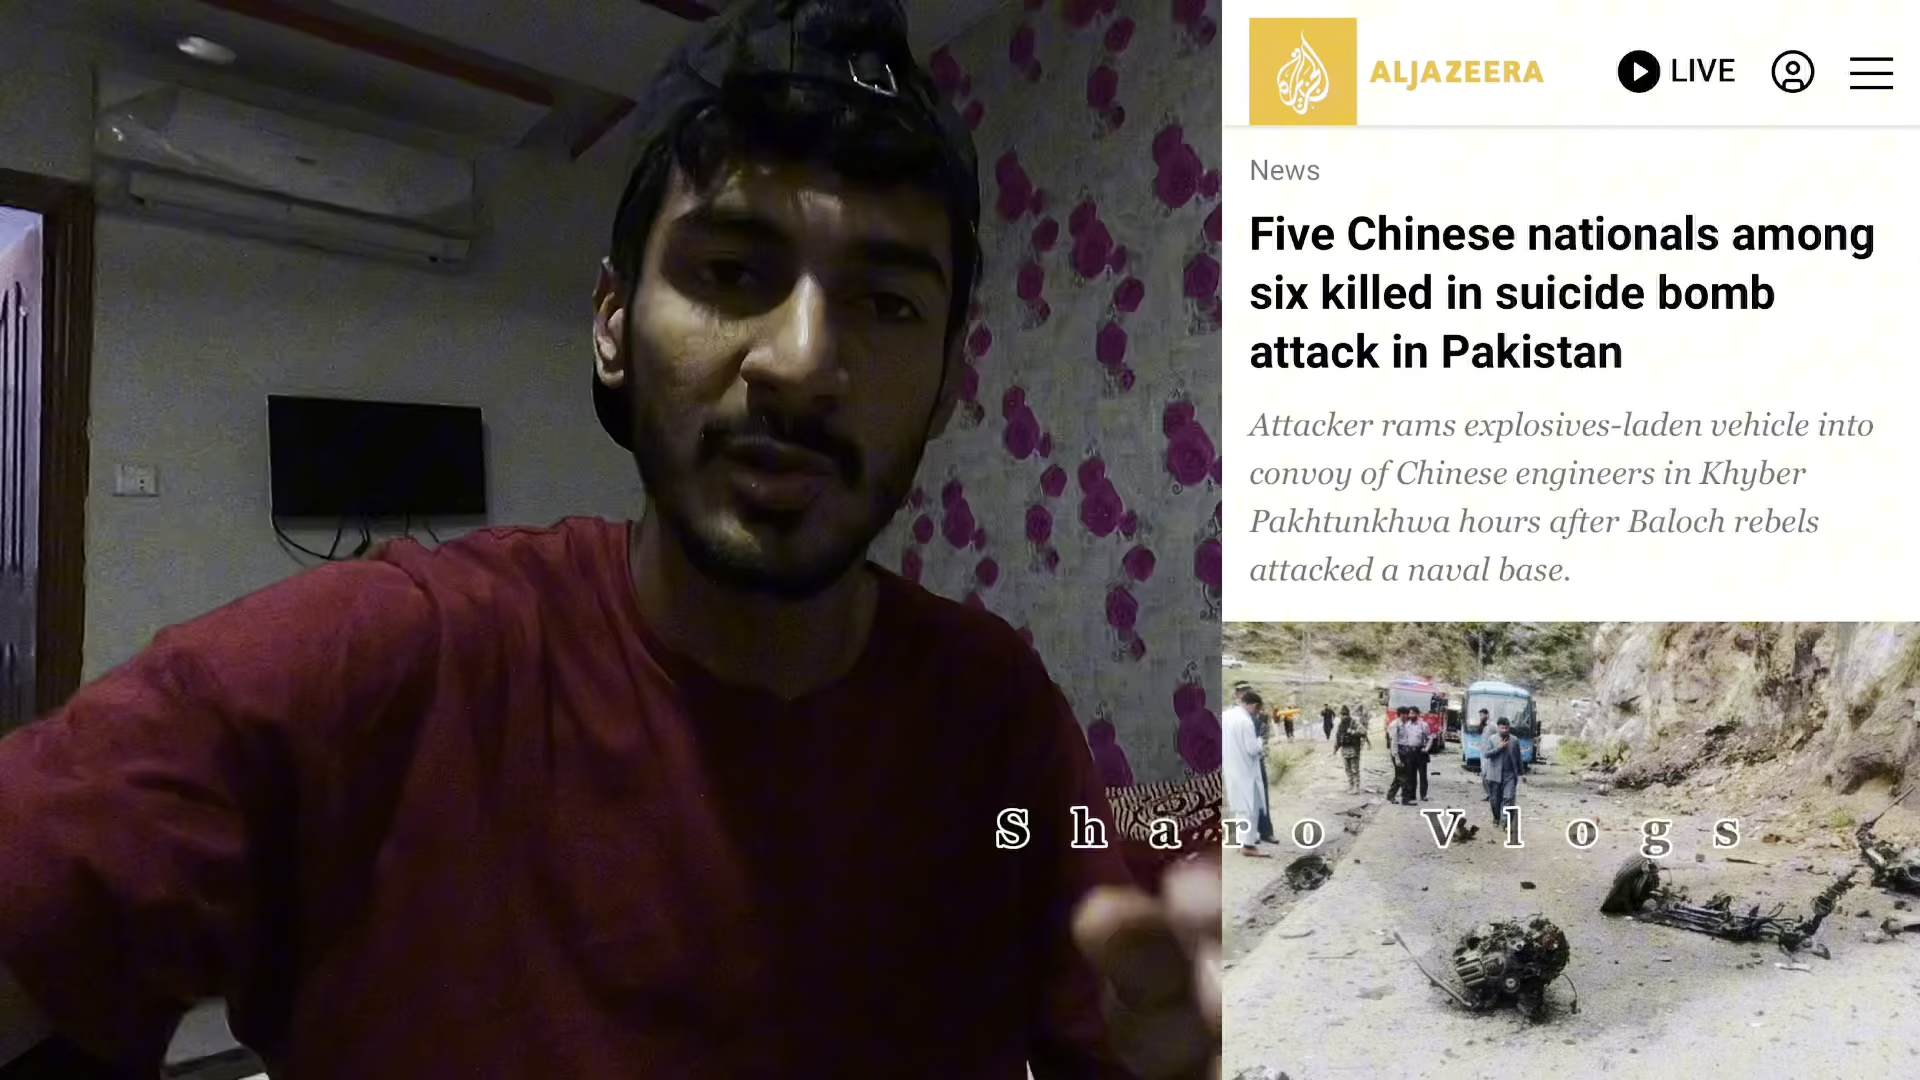 ALJAZEERA
LIVE
News
Five Chinese nationals among
six killed in suicide bomb
attack in Pakistan
Attacker rams explosives-laden vehicle into
convoy of Chinese engineers in Khyber
Pakhtunkhwa hours after Baloch rebels
attacked a naval base.
Sharo Vlogs